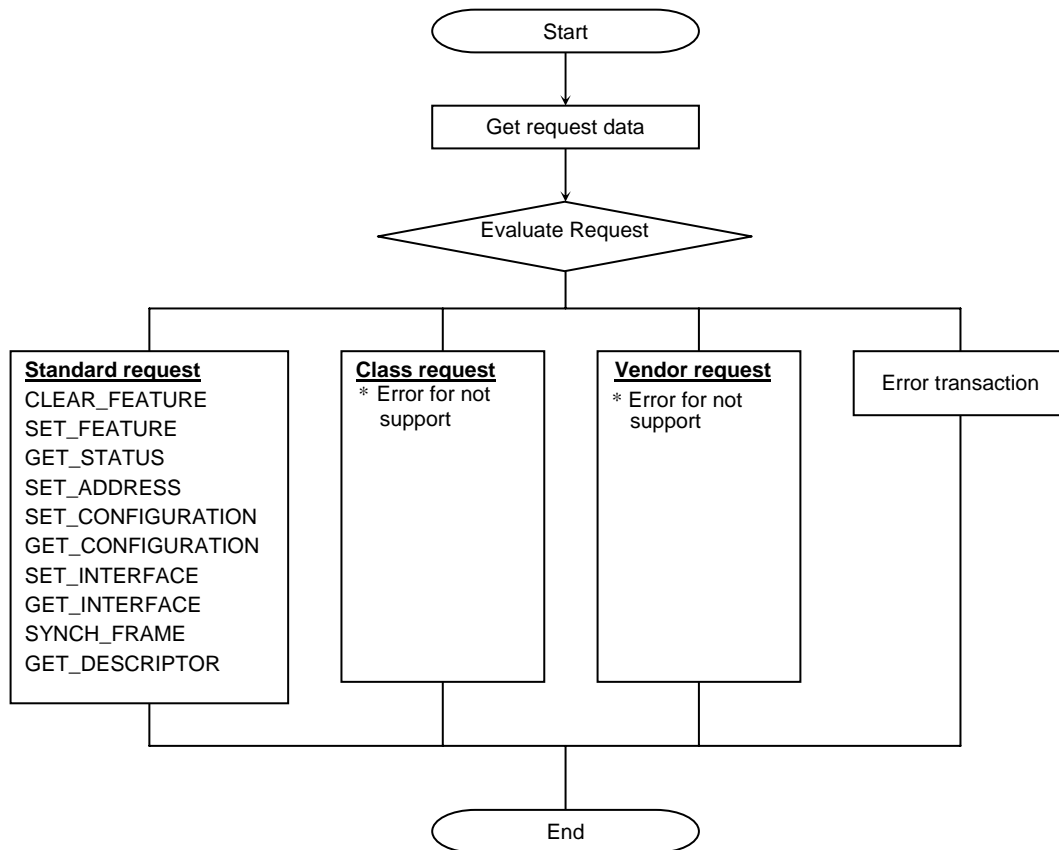 Start
Get request data
Evaluate Request
Standard request
CLEAR_FEATURE
SET_FEATURE
GET_STATUS
SET_ADDRESS
SET_CONFIGURATION
GET_CONFIGURATION
SET_INTERFACE
GET_INTERFACE
SYNCH_FRAME
GET_DESCRIPTOR
Class request
* Error for not
support
Vendor request
* Error for not
support
Error transaction
End